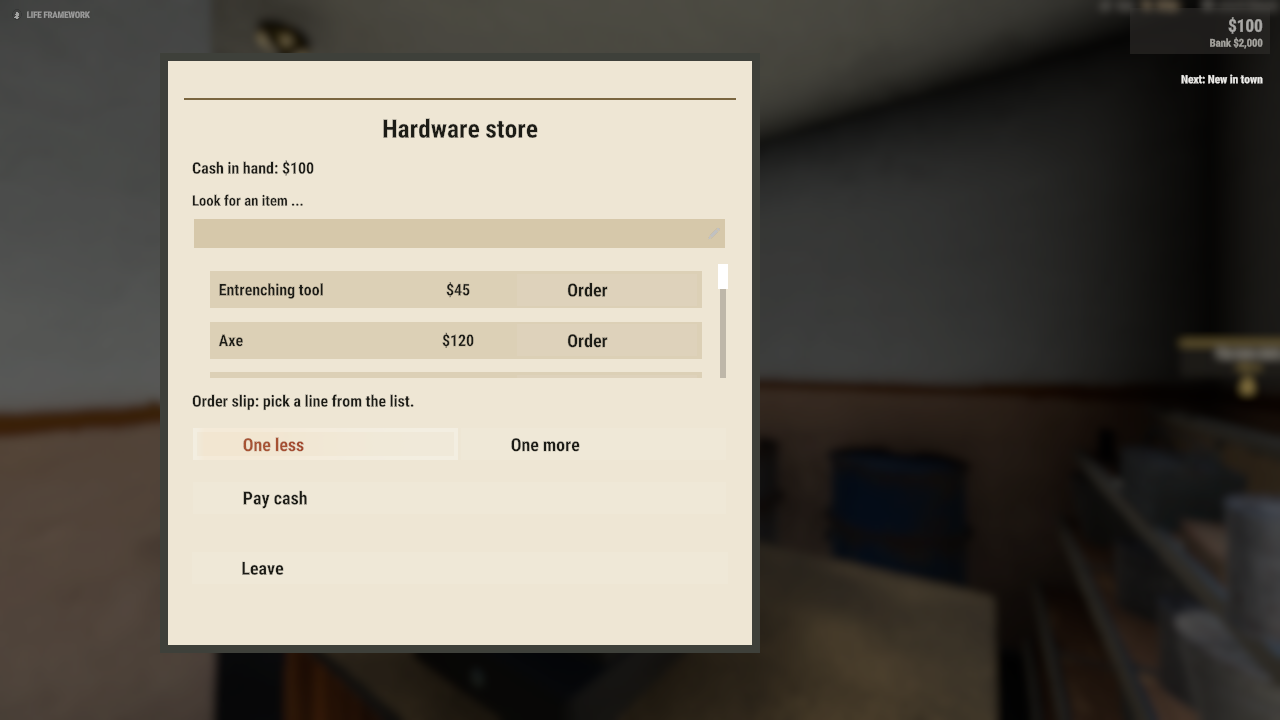 LIFE FRAMEWORK
$100
Bank $2,000
Next: New in town
Hardware store
Cash in hand: $100
Look for an item ...
Entrenching tool $45 Order
Axe $120 Order
Order slip: pick a line from the list.
One less One more
Pay cash
Leave